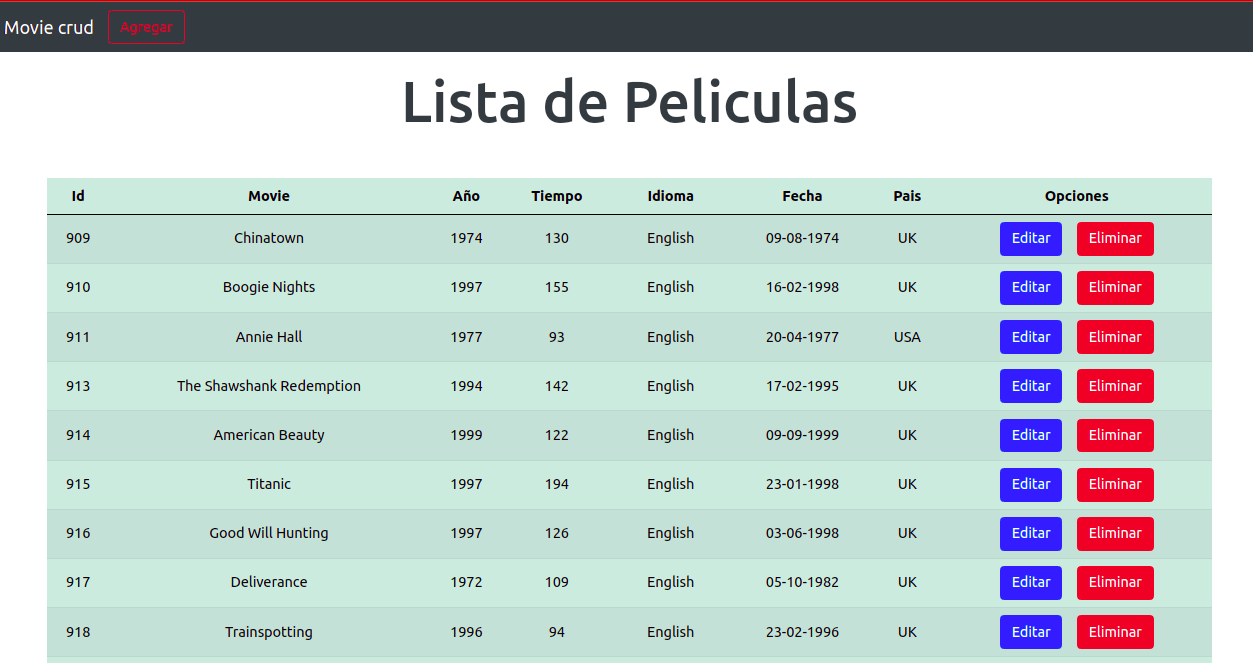 Movie crud Agregar
Lista de Peliculas
Id Movie Año Tiempo Idioma Fecha Pais Opciones
909 Chinatown 1974 130 English 09-08-1974 UK Editar Eliminar
910 Boogie Nights 1997 155 English 16-02-1998 UK Editar Eliminar
911 Annie Hall 1977 93 English 20-04-1977 USA Editar Eliminar
913 The Shawshank Redemption 1994 142 English 17-02-1995 UK Editar Eliminar
914 American Beauty 1999 122 English 09-09-1999 UK Editar Eliminar
915 Titanic 1997 194 English 23-01-1998 UK Editar Eliminar
916 Good Will Hunting 1997 126 English 03-06-1998 UK Editar Eliminar
917 Deliverance 1972 109 English 05-10-1982 UK Editar Eliminar
918 Trainspotting 1996 94 English 23-02-1996 UK Editar Eliminar